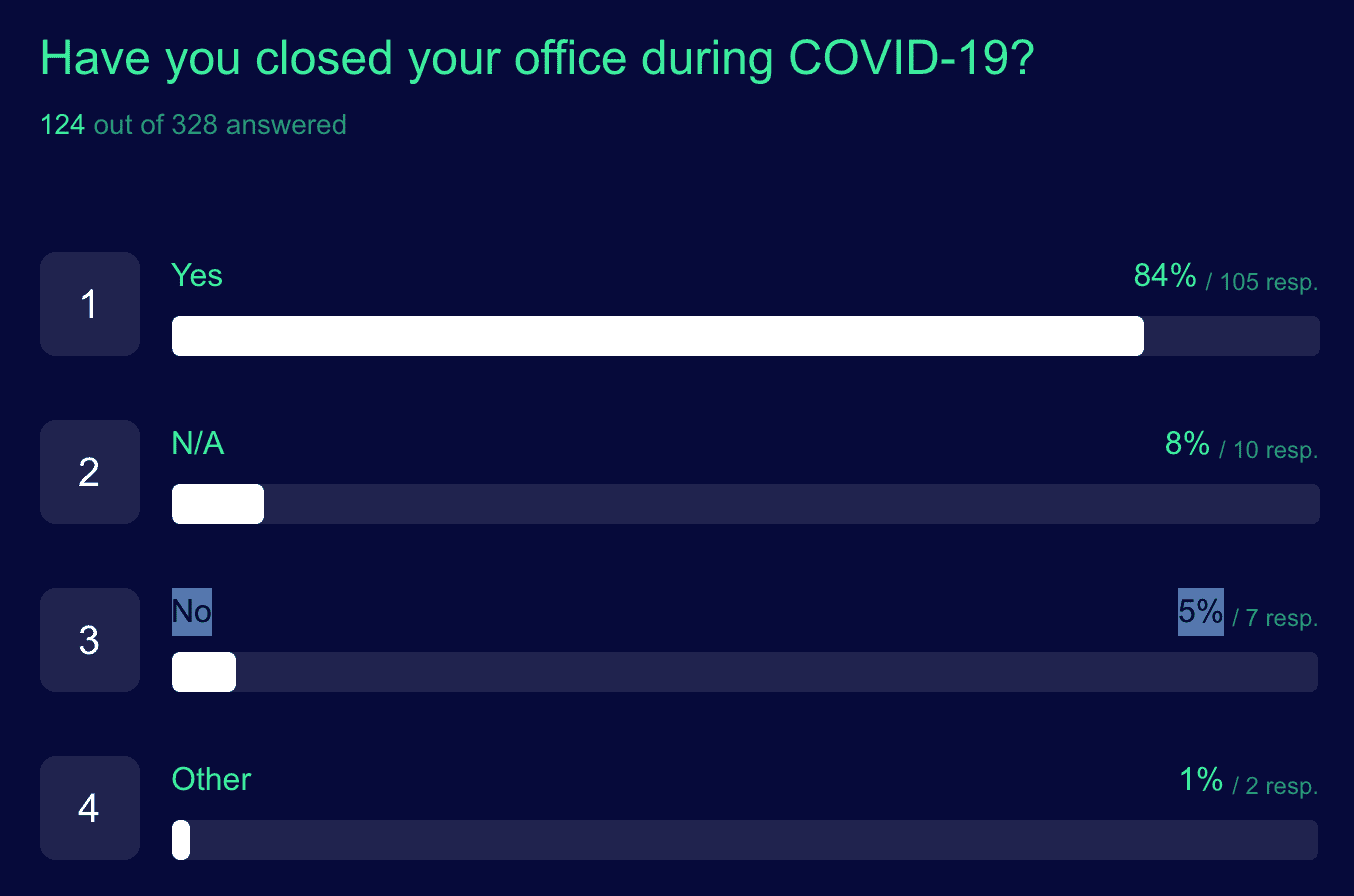 Have you closed your office during COVID-19?
124 out of 328 answered
1
Yes
84% / 105 resp.
2
N/A
8% / 10 resp.
3
No
5% / 7 resp.
4
Other
1% / 2 resp.